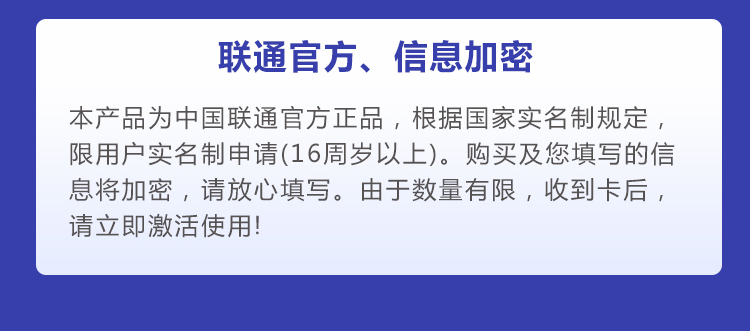 联通官方、信息加密
本产品为中国联通官方正品，根据国家实名制规定，
限用户实名制申请(16周岁以上)。购买及您填写的信
息将加密，请放心填写。由于数量有限，收到卡后，
请立即激活使用!